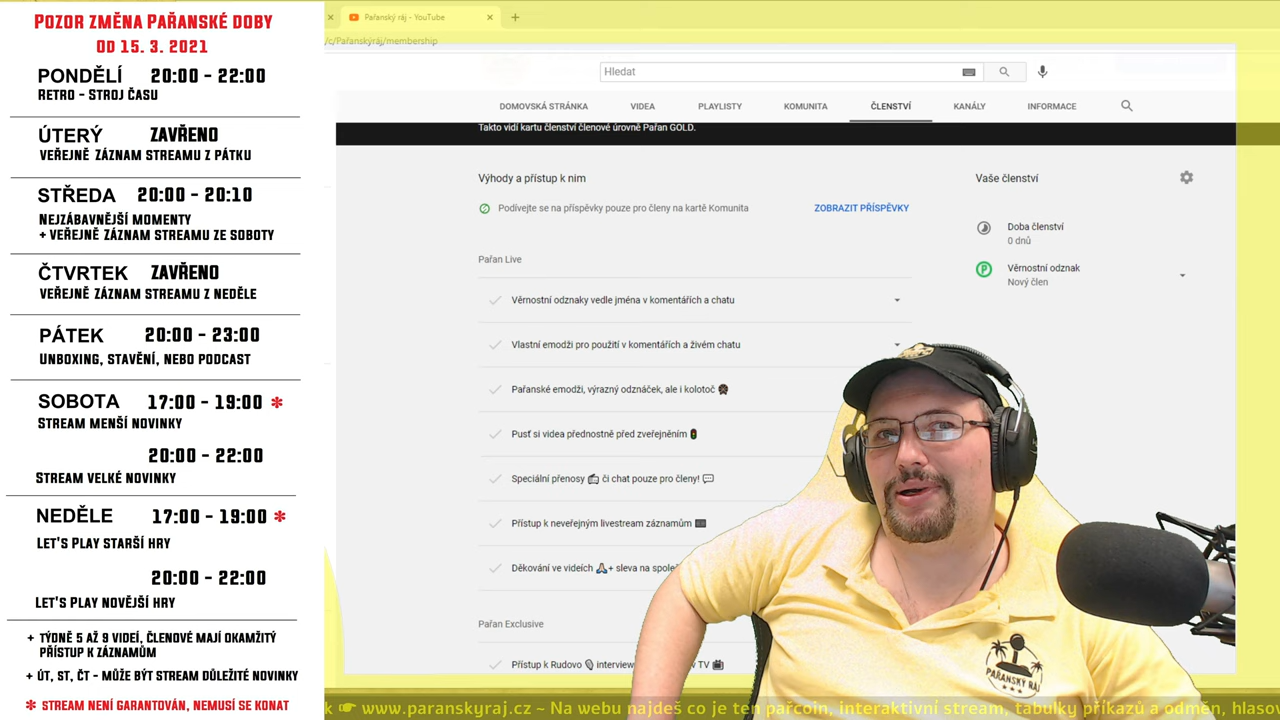 Pozor změna Pařanské doby
od 15. 3. 2021
PONDĚLÍ 20:00 - 22:00
Retro - stroj času
ÚTERÝ Zavřeno
Veřejně záznam streamu z pátku
STŘEDA 20:00 - 20:10
Nejzábavnější momenty
+ veřejně záznam streamu ze soboty
ČTVRTEK Zavřeno
Veřejně záznam streamu z neděle
PÁTEK 20:00 - 23:00
Unboxing, stavění, nebo podcast
SOBOTA 17:00 - 19:00 *
Stream menší novinky
20:00 - 22:00
Stream velké novinky
NEDĚLE 17:00 - 19:00 *
Let's Play starší hry
20:00 - 22:00
Let's Play novější hry
+ Týdně 5 až 9 videí, členové mají okamžitý
přístup k záznamům
+ Út, St, Čt - může být stream důležité novinky
* Stream není garantován, nemusí se konat
Pařanský ráj - YouTube
/c/Pařanskýráj/membership
Hledat
DOMOVSKÁ STRÁNKA VIDEA PLAYLISTY KOMUNITA ČLENSTVÍ KANÁLY INFORMACE
Takto vidí kartu členství členové úrovně Pařan GOLD.
Výhody a přístup k nim
Podívejte se na příspěvky pouze pro členy na kartě Komunita ZOBRAZIT PŘÍSPĚVKY
Pařan Live
Věrnostní odznaky vedle jména v komentářích a chatu
Vlastní emodži pro použití v komentářích a živém chatu
Pařanské emodži, výrazný odznáček, ale i kolotoč
Pusť si videa přednostně před zveřejněním 🚦
Speciální přenosy 📻 či chat pouze pro členy! 💬
Přístup k neveřejným livestream záznamům
Děkování ve videích 🙏+ sleva na
Pařan Exclusive
Přístup k Rudovo 🎙 interview v TV 📺
Vaše členství
Doba členství
0 dnů
Věrnostní odznak
Nový člen
PAŘANSKÝ RÁJ
k 👉 www.paranskyraj.cz ~ Na webu najdeš co je ten pařcoin, interaktivní stream, tabulky příkazů a odměn, hlasov